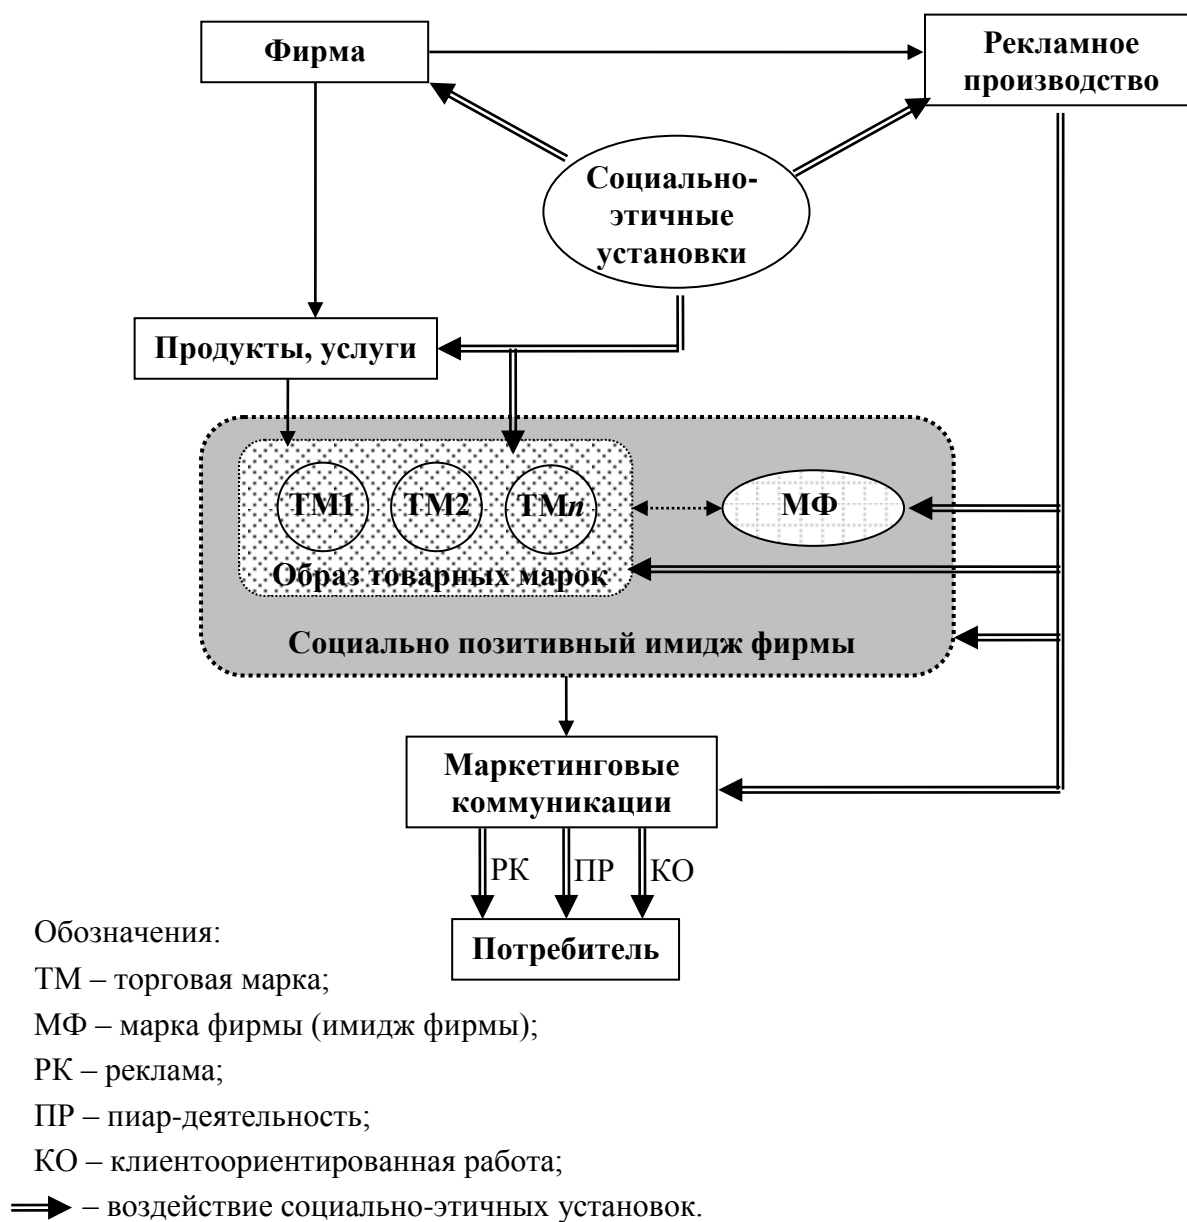 Фирма
Рекламное
производство
Социально-
этичные
установки
Продукты, услуги
ТМ1
ТМ2
ТМn
МФ
Образ товарных марок
Социально позитивный имидж фирмы
Маркетинговые
коммуникации
РК
ПР
КО
Потребитель
Обозначения:
ТМ – торговая марка;
МФ – марка фирмы (имидж фирмы);
РК – реклама;
ПР – пиар-деятельность;
КО – клиентоориентированная работа;
– воздействие социально-этичных установок.